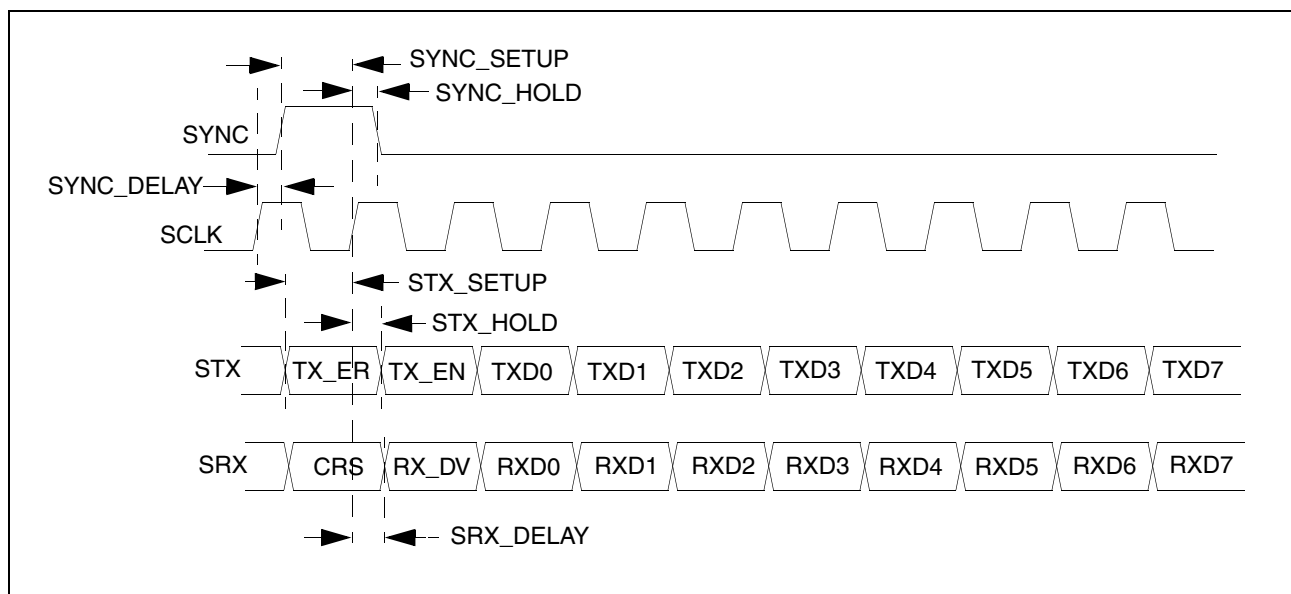 SYNC_SETUP
SYNC_HOLD
SYNC
SYNC_DELAY
SCLK
STX_SETUP
STX_HOLD
STX TX_ER TX_EN TXD0 TXD1 TXD2 TXD3 TXD4 TXD5 TXD6 TXD7
SRX CRS RX_DV RXD0 RXD1 RXD2 RXD3 RXD4 RXD5 RXD6 RXD7
SRX_DELAY